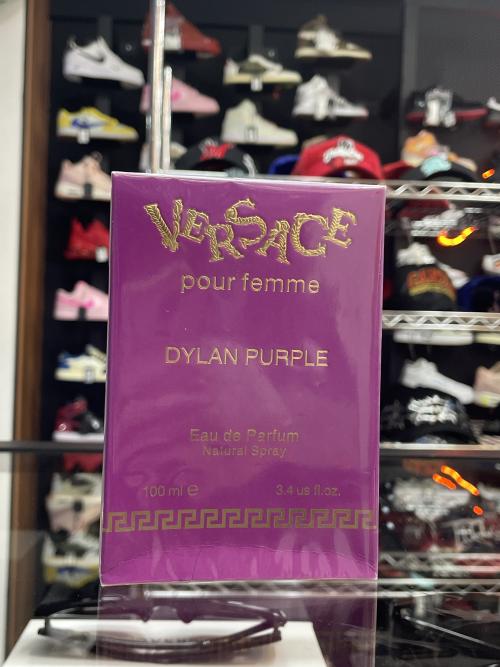 VERSACE
pour femme
DYLAN PURPLE
Eau de Parfum
Natural Spray
100 ml ℮ 3.4 us fl.oz.